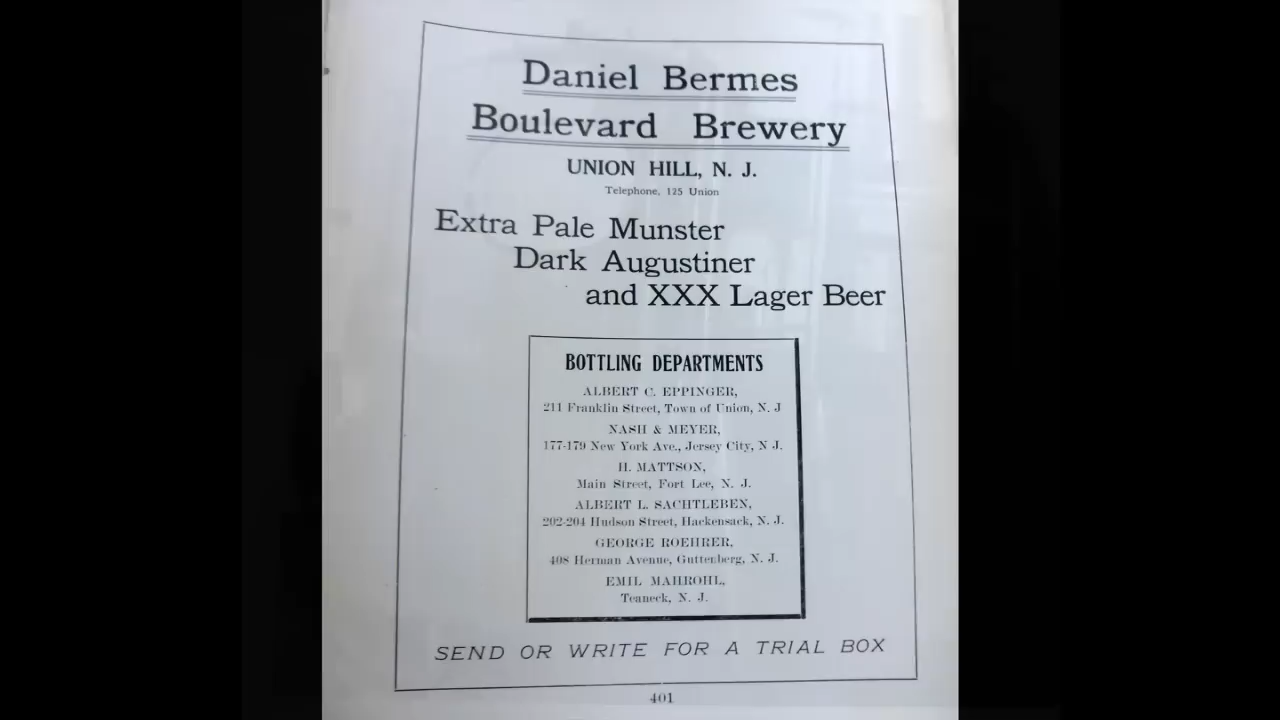 Daniel Bermes
Boulevard Brewery
UNION HILL, N. J.
Telephone, 125 Union
Extra Pale Munster
Dark Augustiner
and XXX Lager Beer
BOTTLING DEPARTMENTS
ALBERT C. EPPINGER,
211 Franklin Street, Town of Union, N. J
NASH & MEYER,
177-179 New York Ave., Jersey City, N J.
H. MATTSON,
Main Street, Fort Lee, N. J.
ALBERT L. SACHTLEBEN,
202-204 Hudson Street, Hackensack, N. J.
GEORGE ROEHRER,
408 Herman Avenue, Guttenberg, N. J.
EMIL MAHROHL,
Teaneck, N. J.
SEND OR WRITE FOR A TRIAL BOX
401